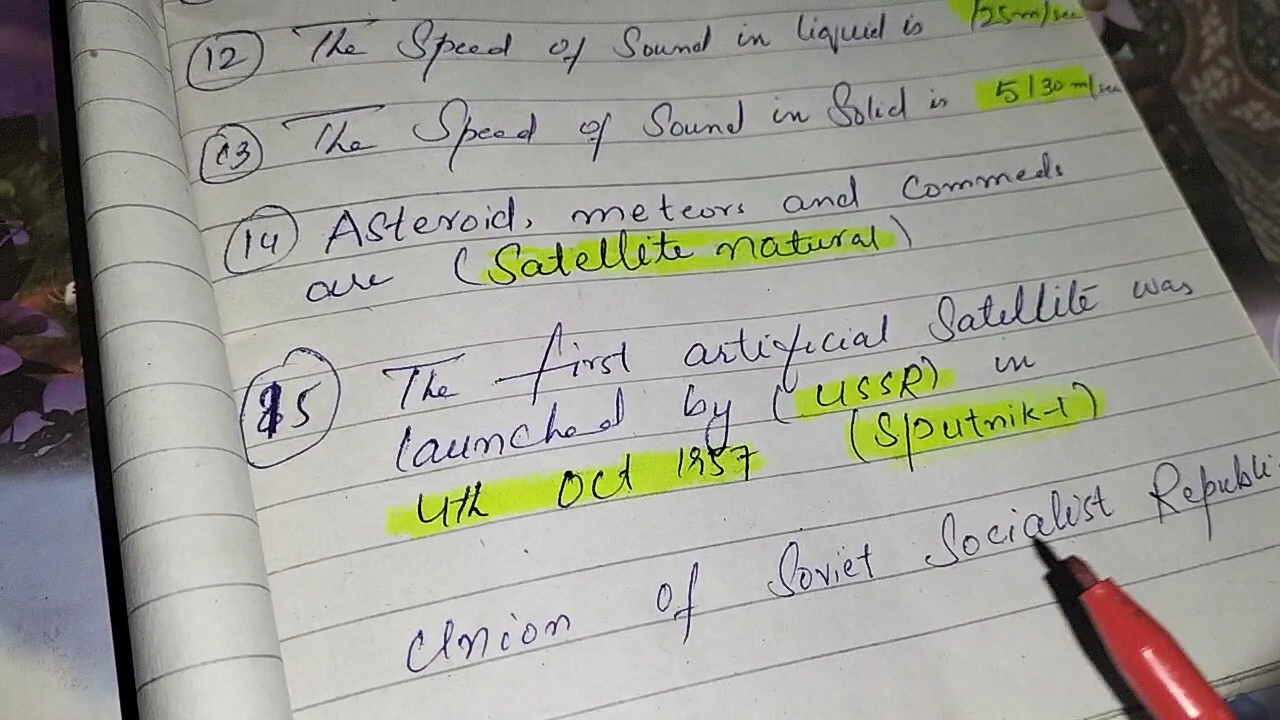 12 The Speed of Sound in liquid is 125m/sec
13 The Speed of Sound in Solid is 5130 m/sec
14 Asteroid, meteors and Commeds
are (Satellite natural)
15 The first artificial Satellite was
launched by (USSR) in
4th Oct 1957 (Sputnik-1)
Union of Soviet Socialist Republi